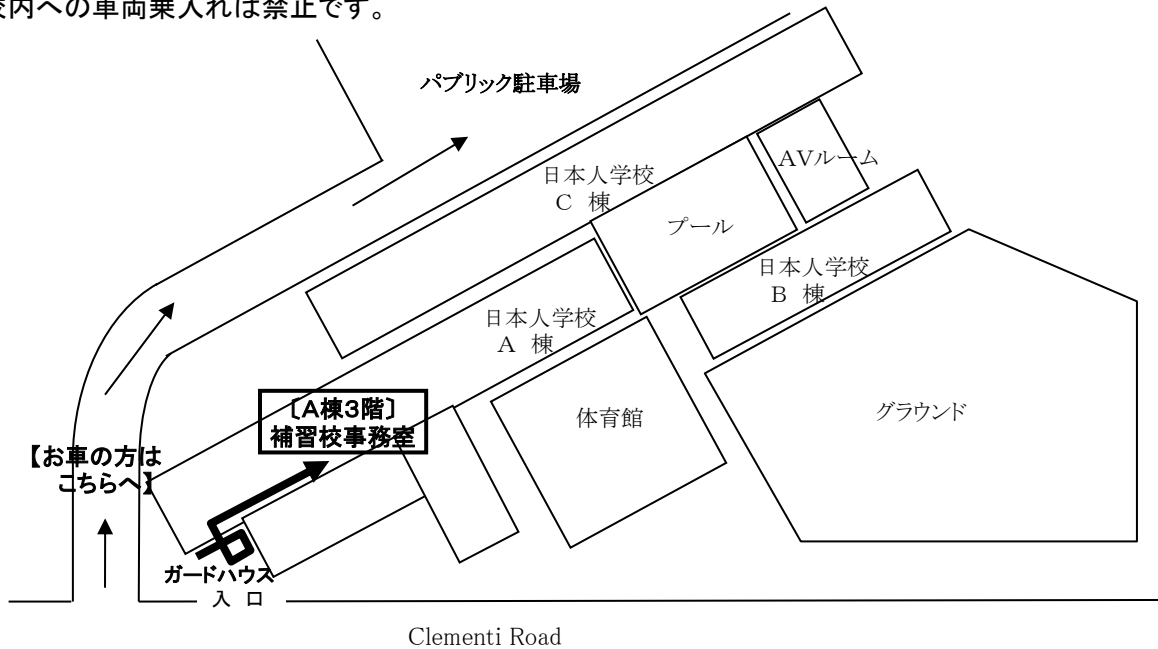 校内への車両乗入れは禁止です。
パブリック駐車場
AVルーム
日本人学校
C 棟
プール
日本人学校
B 棟
日本人学校
A 棟
〔A棟3階〕
補習校事務室
体育館
グラウンド
【お車の方は
こちらへ】
ガードハウス
入 口
Clementi Road